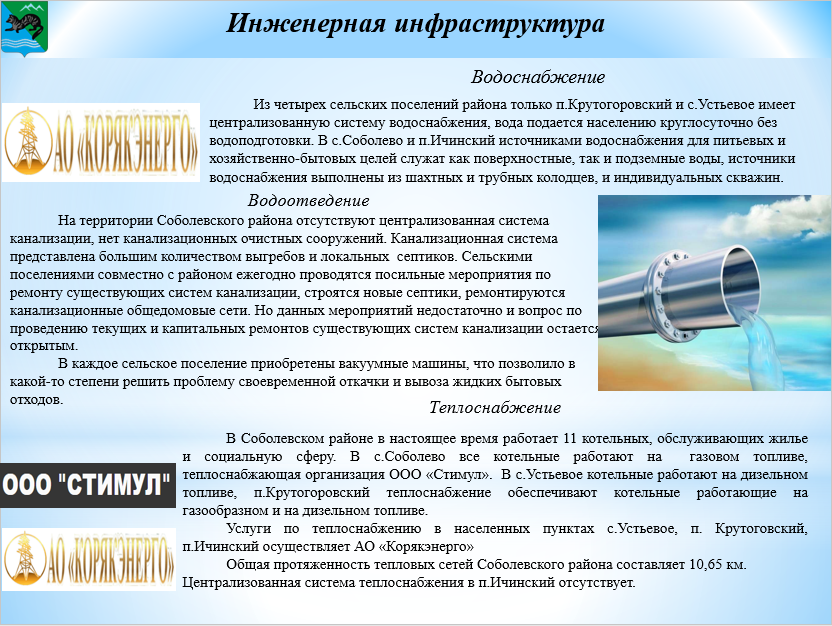 Инженерная инфраструктура
Водоснабжение
Из четырех сельских поселений района только п.Крутогоровский и с.Устьевое имеет
централизованную систему водоснабжения, вода подается населению круглосуточно без
водоподготовки. В с.Соболево и п.Ичинский источниками водоснабжения для питьевых и
хозяйственно-бытовых целей служат как поверхностные, так и подземные воды, источники
водоснабжения выполнены из шахтных и трубных колодцев, и индивидуальных скважин.
АО «КОРЯКЭНЕРГО»
Водоотведение
На территории Соболевского района отсутствуют централизованная система
канализации, нет канализационных очистных сооружений. Канализационная система
представлена большим количеством выгребов и локальных септиков. Сельскими
поселениями совместно с районом ежегодно проводятся посильные мероприятия по
ремонту существующих систем канализации, строятся новые септики, ремонтируются
канализационные общедомовые сети. Но данных мероприятий недостаточно и вопрос по
проведению текущих и капитальных ремонтов существующих систем канализации остается
открытым.
В каждое сельское поселение приобретены вакуумные машины, что позволило в
какой-то степени решить проблему своевременной откачки и вывоза жидких бытовых
отходов.
Теплоснабжение
В Соболевском районе в настоящее время работает 11 котельных, обслуживающих жилье
и социальную сферу. В с.Соболево все котельные работают на газовом топливе,
теплоснабжающая организация ООО «Стимул». В с.Устьевое котельные работают на дизельном
топливе, п.Крутогоровский теплоснабжение обеспечивают котельные работающие на
газообразном и на дизельном топливе.
Услуги по теплоснабжению в населенных пунктах с.Устьевое, п. Крутоговский,
п.Ичинский осуществляет АО «Корякэнерго»
Общая протяженность тепловых сетей Соболевского района составляет 10,65 км.
Централизованная система теплоснабжения в п.Ичинский отсутствует.
ООО "СТИМУЛ"
АО «КОРЯКЭНЕРГО»